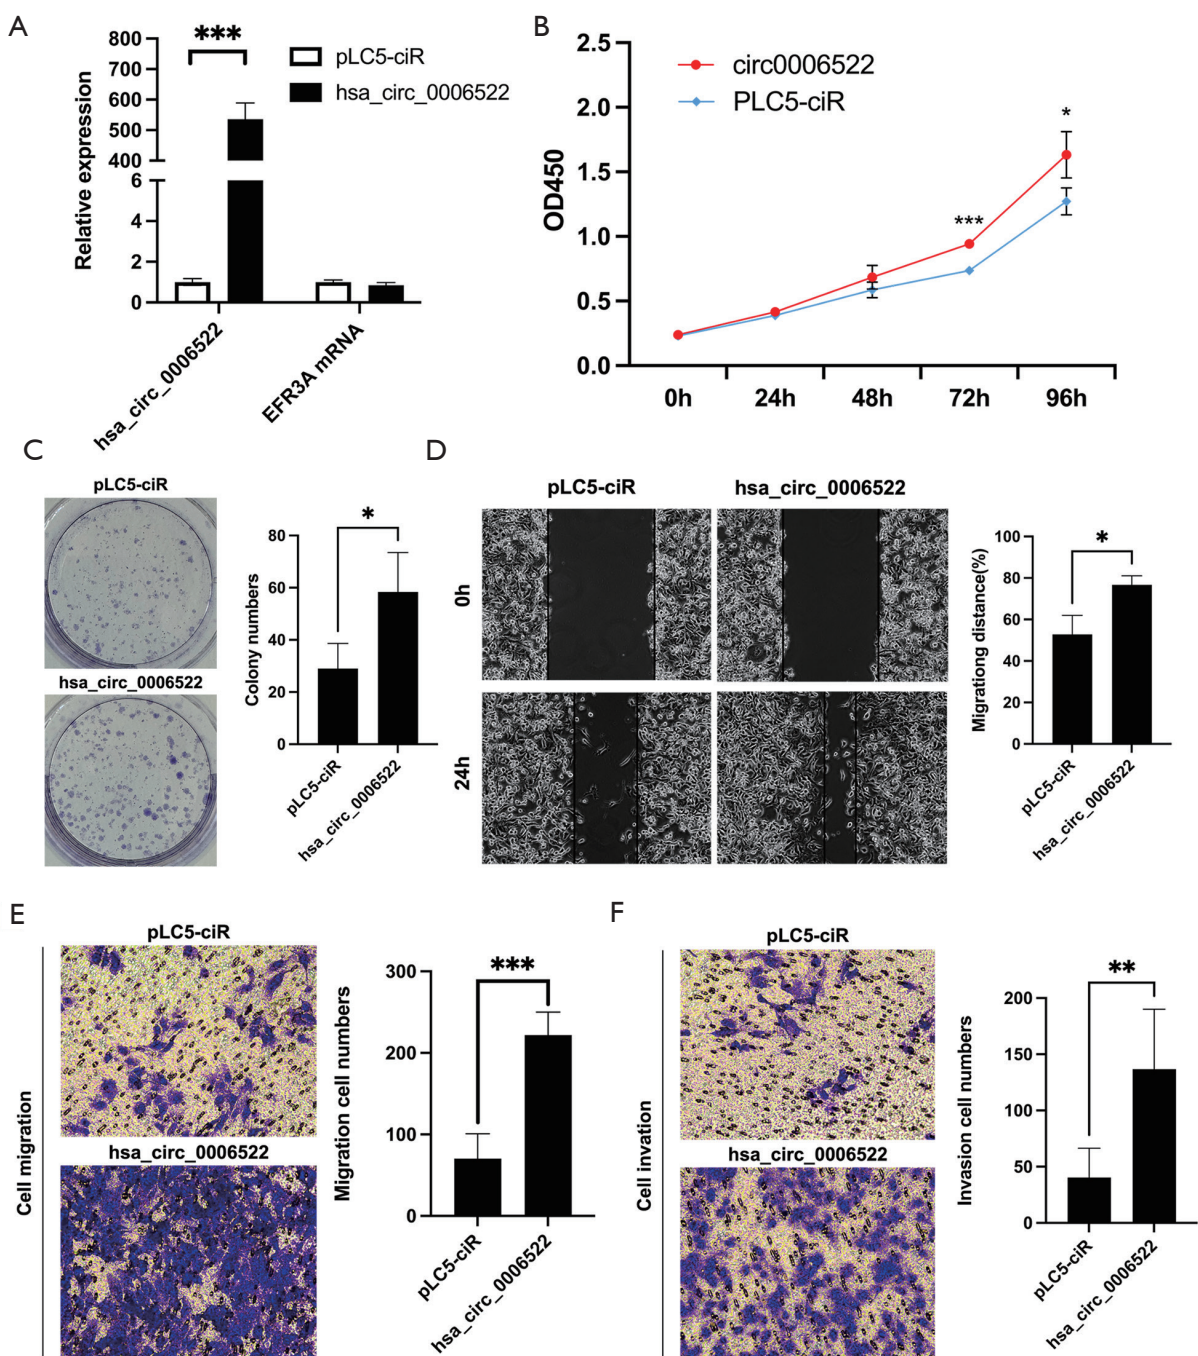 A
***
800
700
600
500
400
6
4
2
0
Relative expression
pLC5-ciR
hsa_circ_0006522
hsa_circ_0006522
EFR3A mRNA
B
2.5
2.0
1.5
1.0
0.5
0.0
OD450
circ0006522
PLC5-ciR
***
*
0h
24h
48h
72h
96h
C
pLC5-ciR
hsa_circ_0006522
80
60
40
20
0
Colony numbers
*
pLC5-ciR
hsa_circ_0006522
D
pLC5-ciR
hsa_circ_0006522
0h
24h
100
80
60
40
20
0
Migrationg distance(%)
*
pLC5-ciR
hsa_circ_0006522
E
pLC5-ciR
Cell migration
hsa_circ_0006522
300
200
100
0
Migration cell numbers
***
pLC5-ciR
hsa_circ_0006522
F
pLC5-ciR
Cell invation
hsa_circ_0006522
200
150
100
50
0
Invasion cell numbers
**
pLC5-ciR
hsa_circ_0006522